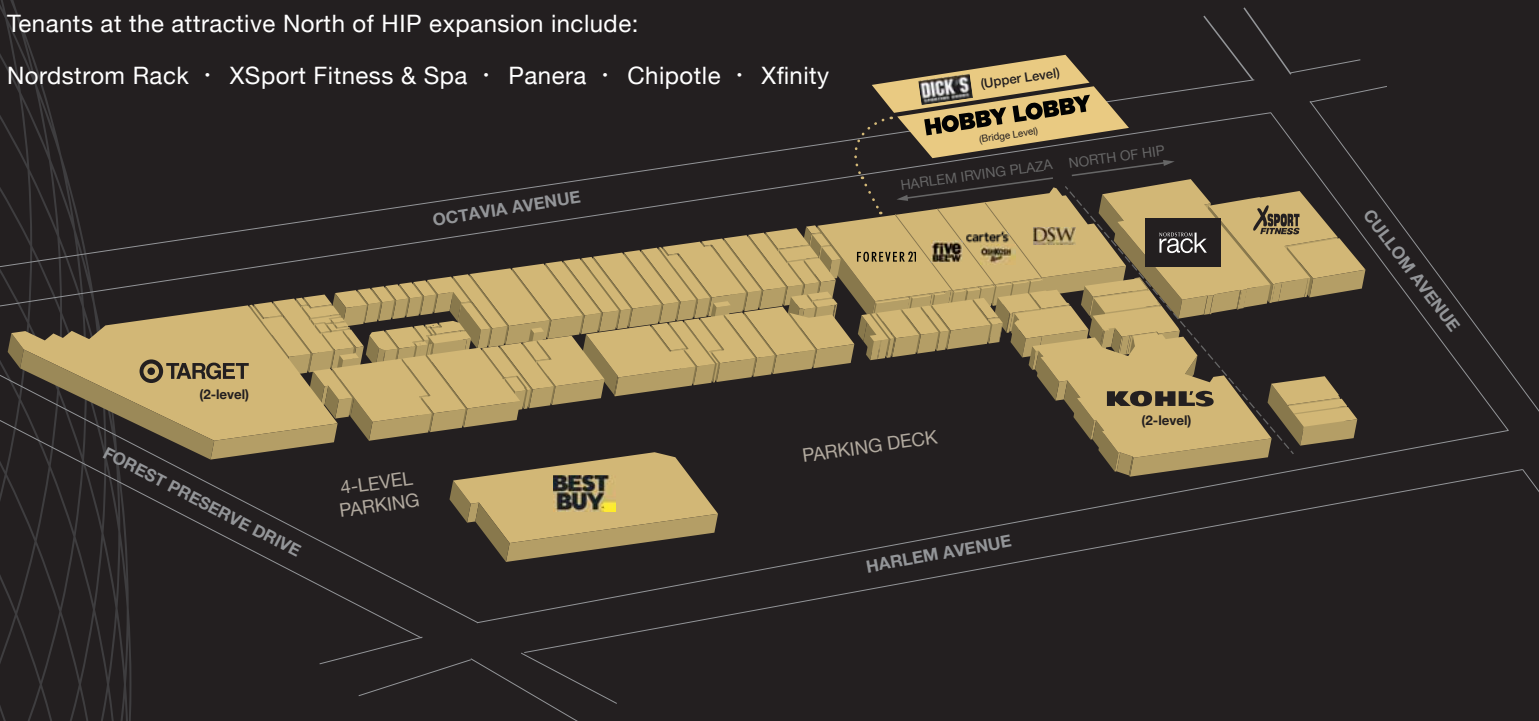 Tenants at the attractive North of HIP expansion include:
Nordstrom Rack · XSport Fitness & Spa · Panera · Chipotle · Xfinity
DICK'S (Upper Level)
HOBBY LOBBY
(Bridge Level)
HARLEM IRVING PLAZA
NORTH OF HIP
OCTAVIA AVENUE
CULLOM AVENUE
FOREVER 21
five BELOW
carter's
OSHKOSH
DSW
NORDSTROM
rack
XSPORT
FITNESS
TARGET
(2-level)
KOHL'S
(2-level)
PARKING DECK
4-LEVEL
PARKING
BEST
BUY
FOREST PRESERVE DRIVE
HARLEM AVENUE